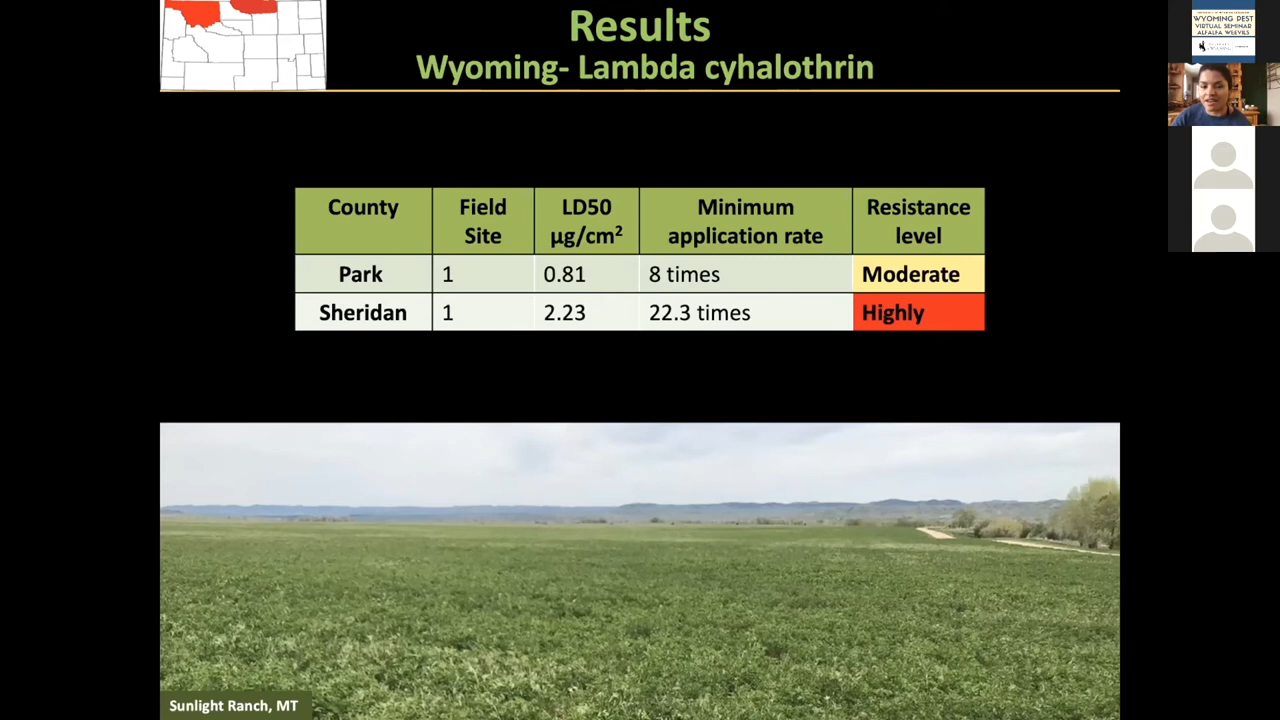 Results
Wyoming- Lambda cyhalothrin
County
Field
Site
LD50
µg/cm²
Minimum
application rate
Resistance
level
Park
1
0.81
8 times
Moderate
Sheridan
1
2.23
22.3 times
Highly
Sunlight Ranch, MT
WYOMING PEST
VIRTUAL SEMINAR
ALFALFA WEEVILS